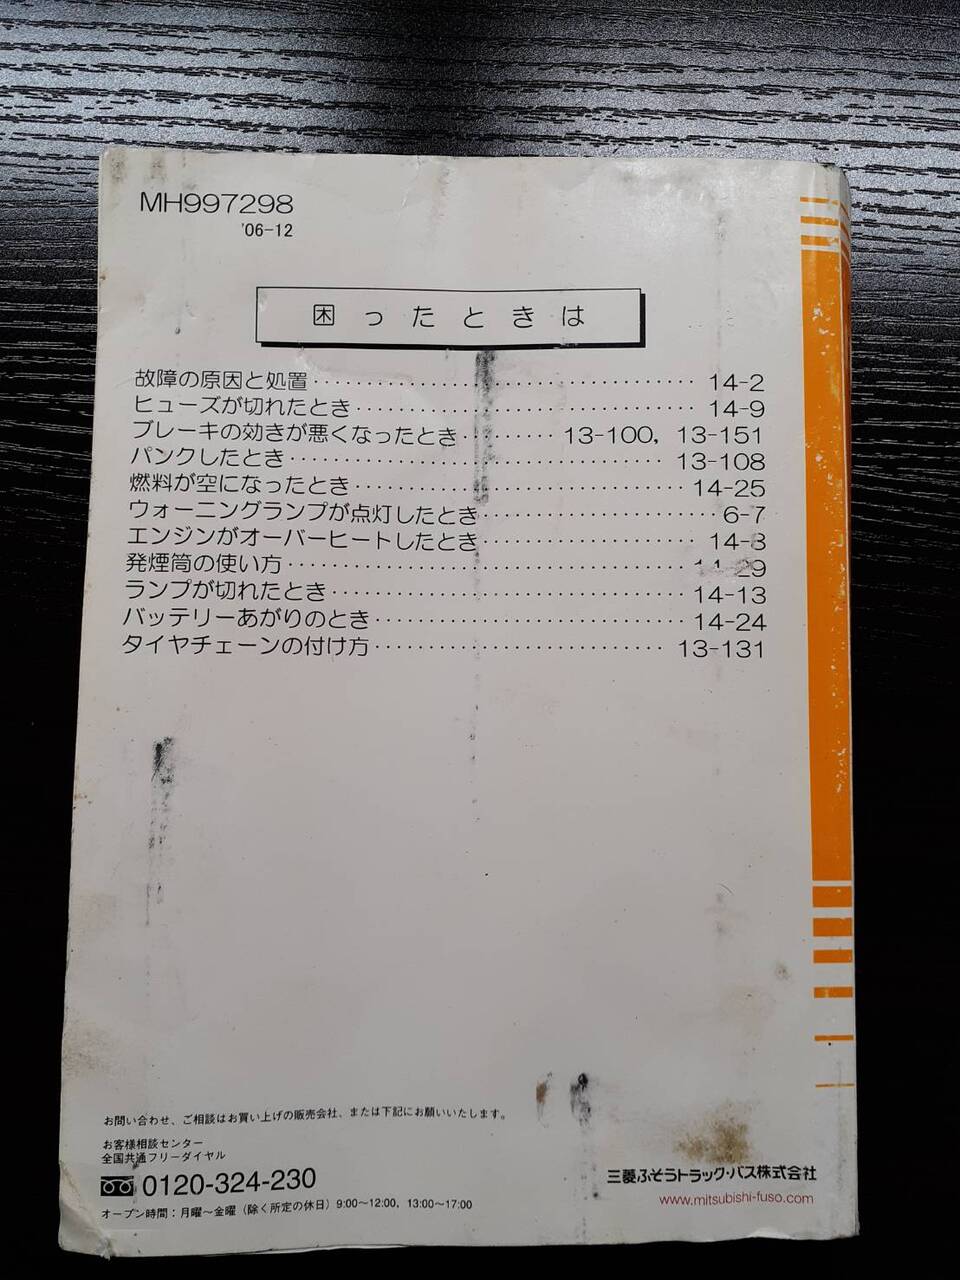 MH997298
'06-12
困ったときは
故障の原因と処置 14-2
ヒューズが切れたとき 14-9
ブレーキの効きが悪くなったとき 13-100, 13-151
パンクしたとき 13-108
燃料が空になったとき 14-25
ウォーニングランプが点灯したとき 6-7
エンジンがオーバーヒートしたとき
発煙筒の使い方
ランプが切れたとき 14-13
バッテリーあがりのとき 14-24
タイヤチェーンの付け方 13-131
お問い合わせ、ご相談はお買い上げの販売会社、または下記にお願いいたします。
お客様相談センター
全国共通フリーダイヤル
0120-324-230
オープン時間：月曜～金曜（除く所定の休日）9:00～12:00, 13:00～17:00
三菱ふそうトラック・バス株式会社
www.mitsubishi-fuso.com